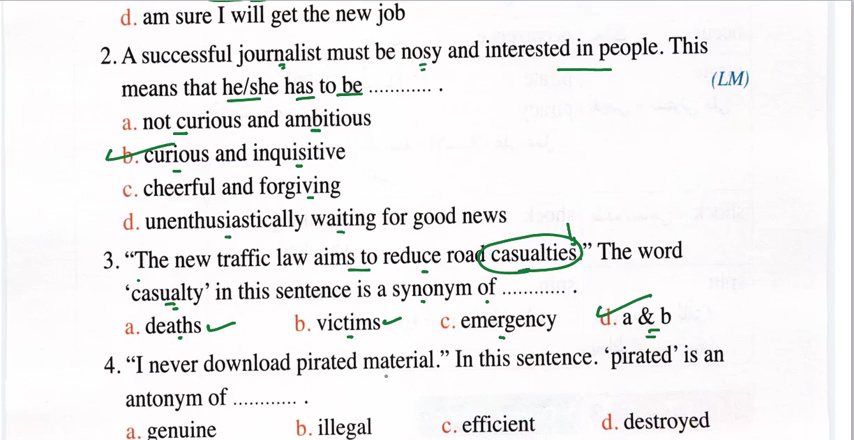 d. am sure I will get the new job
2. A successful journalist must be nosy and interested in people. This
means that he/she has to be ............ .
(LM)
a. not curious and ambitious
b. curious and inquisitive
c. cheerful and forgiving
d. unenthusiastically waiting for good news
3. “The new traffic law aims to reduce road casualties” The word
‘casualty’ in this sentence is a synonym of ............ .
a. deaths b. victims c. emergency d. a & b
4. “I never download pirated material.” In this sentence. ‘pirated’ is an
antonym of ............ .
a. genuine b. illegal c. efficient d. destroyed